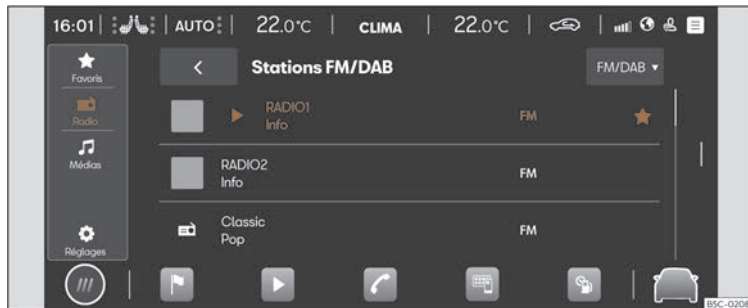 16:01 AUTO 22.0°C CLIMA 22.0°C
Favoris
Radio
Médias
Réglages
Stations FM/DAB FM/DAB
RADIO1
Info
FM
RADIO2
Info
FM
Classic
Pop
FM
BSC-0208